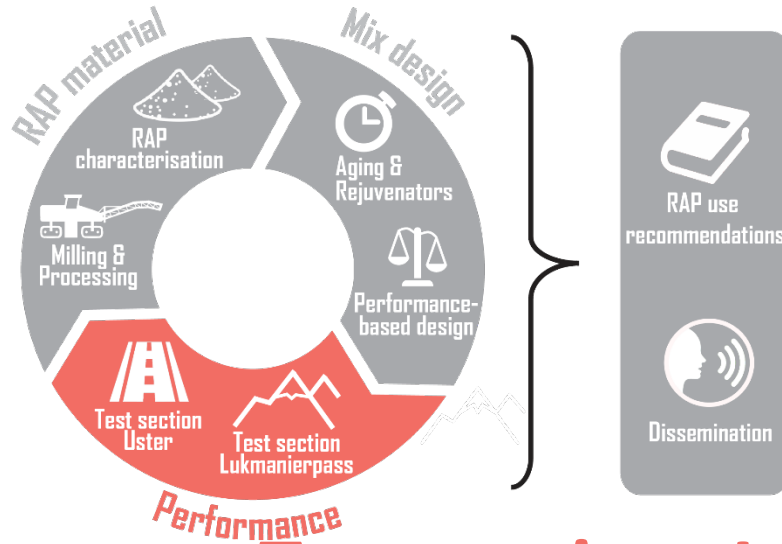 RAP material
Mix design
RAP
characterisation
Aging &
Rejuvenators
Milling &
Processing
Performance-
based design
Test section
Uster
Test section
Lukmanierpass
Performance
RAP use
recommendations
Dissemination